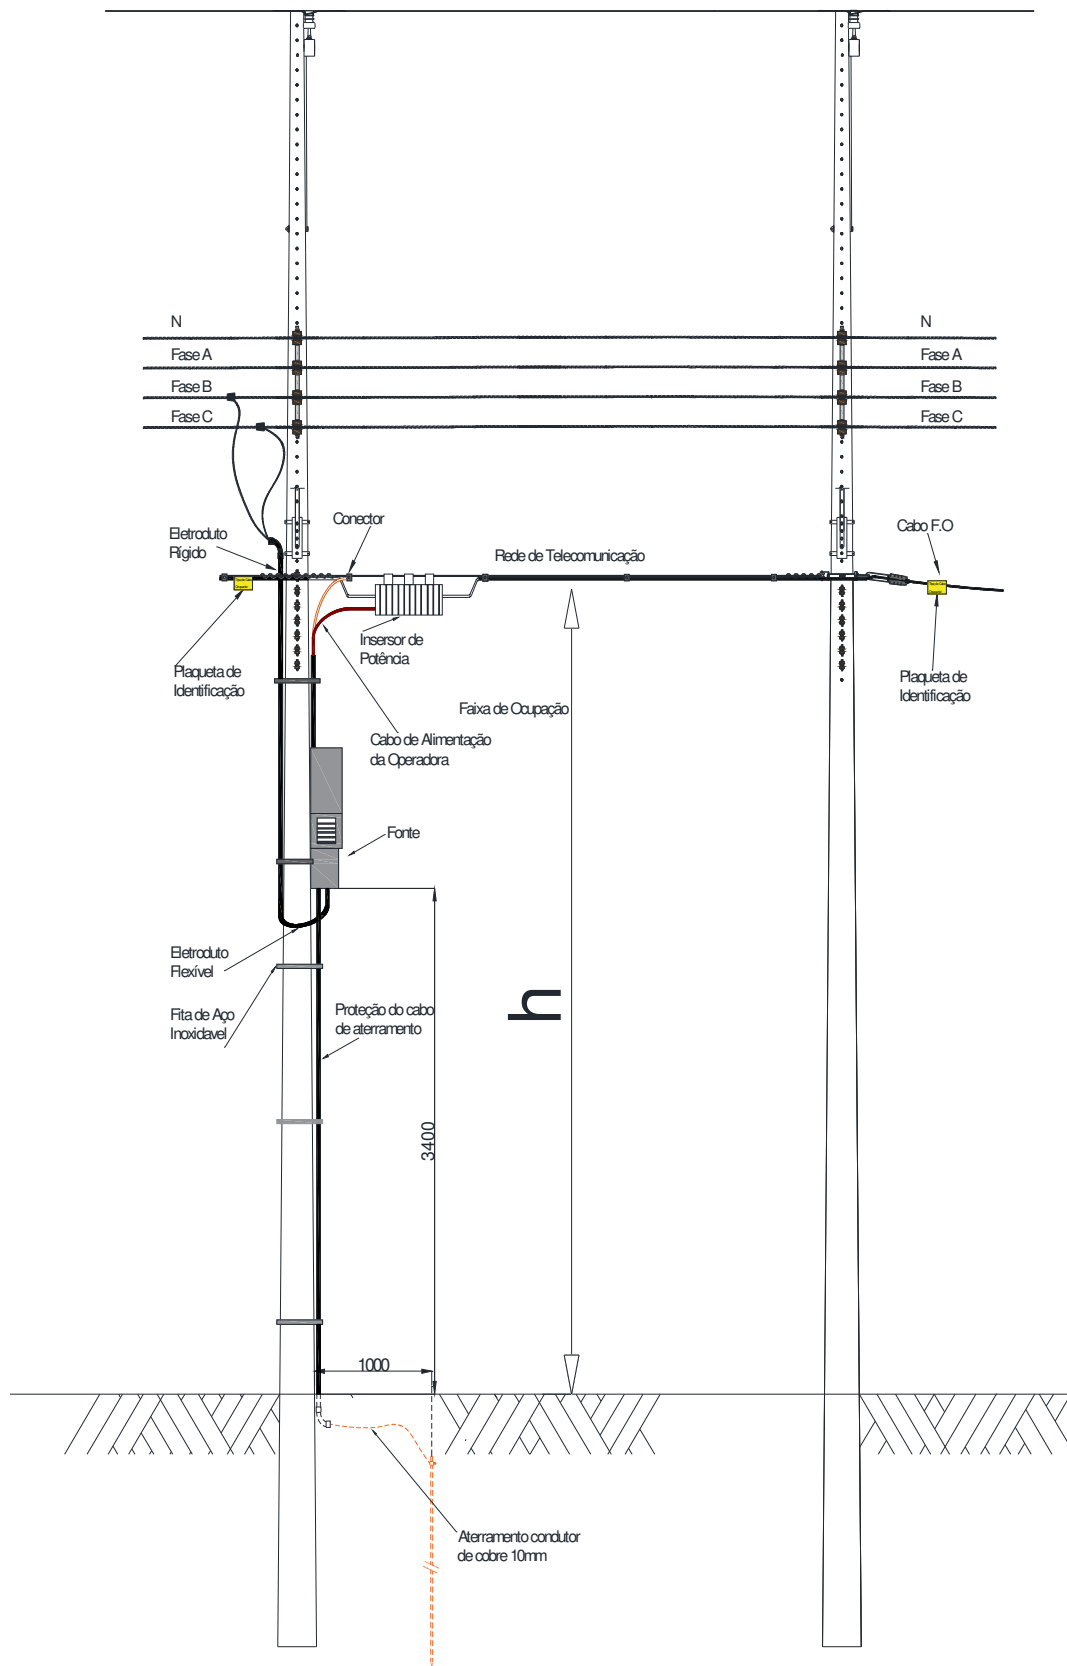 N
N
Fase A
Fase A
Fase B
Fase B
Fase C
Fase C
Conector
Cabo F.O
Eletroduto
Rígido
Rede de Telecomunicação
Insersor de
Potência
Plaqueta de
Identificação
Plaqueta de
Identificação
Faixa de Ocupação
Cabo de Alimentação
da Operadora
Fonte
Eletroduto
Flexível
Fita de Aço
Inoxidavel
Proteção do cabo
de aterramento
h
3400
1000
Aterramento condutor
de cobre 10mm